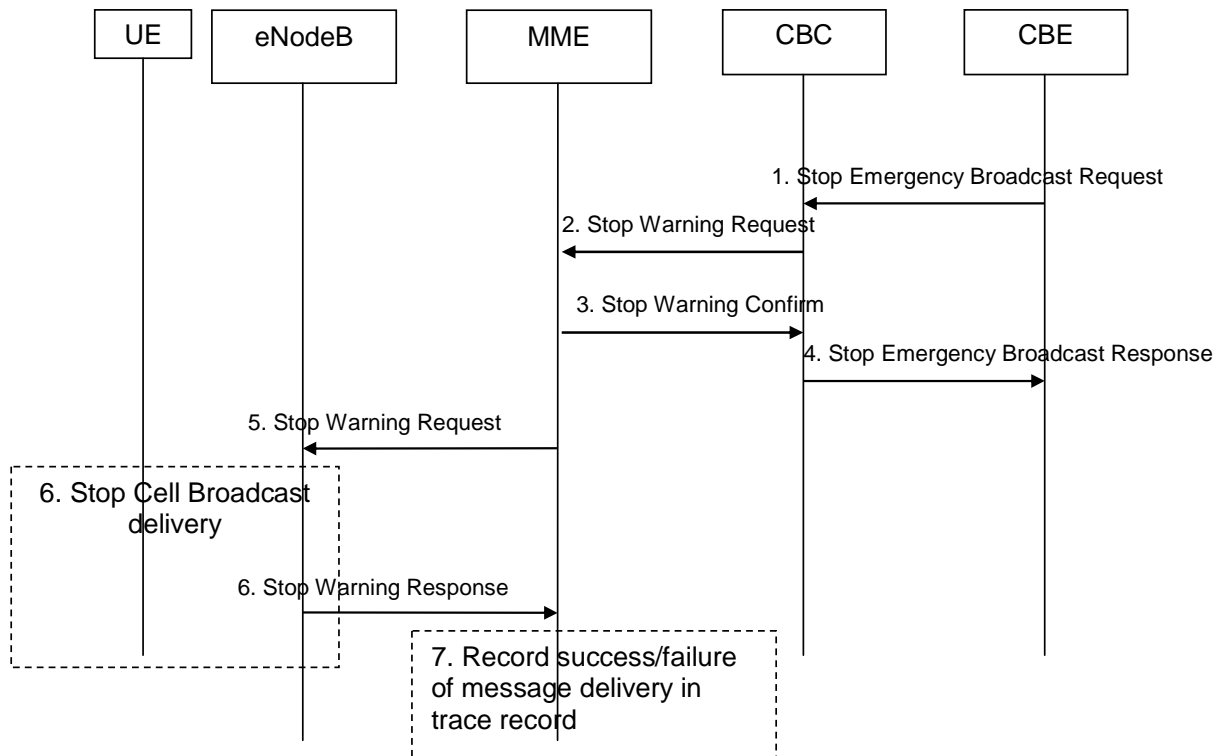 UE
eNodeB
MME
CBC
CBE
1. Stop Emergency Broadcast Request
2. Stop Warning Request
3. Stop Warning Confirm
4. Stop Emergency Broadcast Response
5. Stop Warning Request
6. Stop Cell Broadcast
delivery
6. Stop Warning Response
7. Record success/failure
of message delivery in
trace record